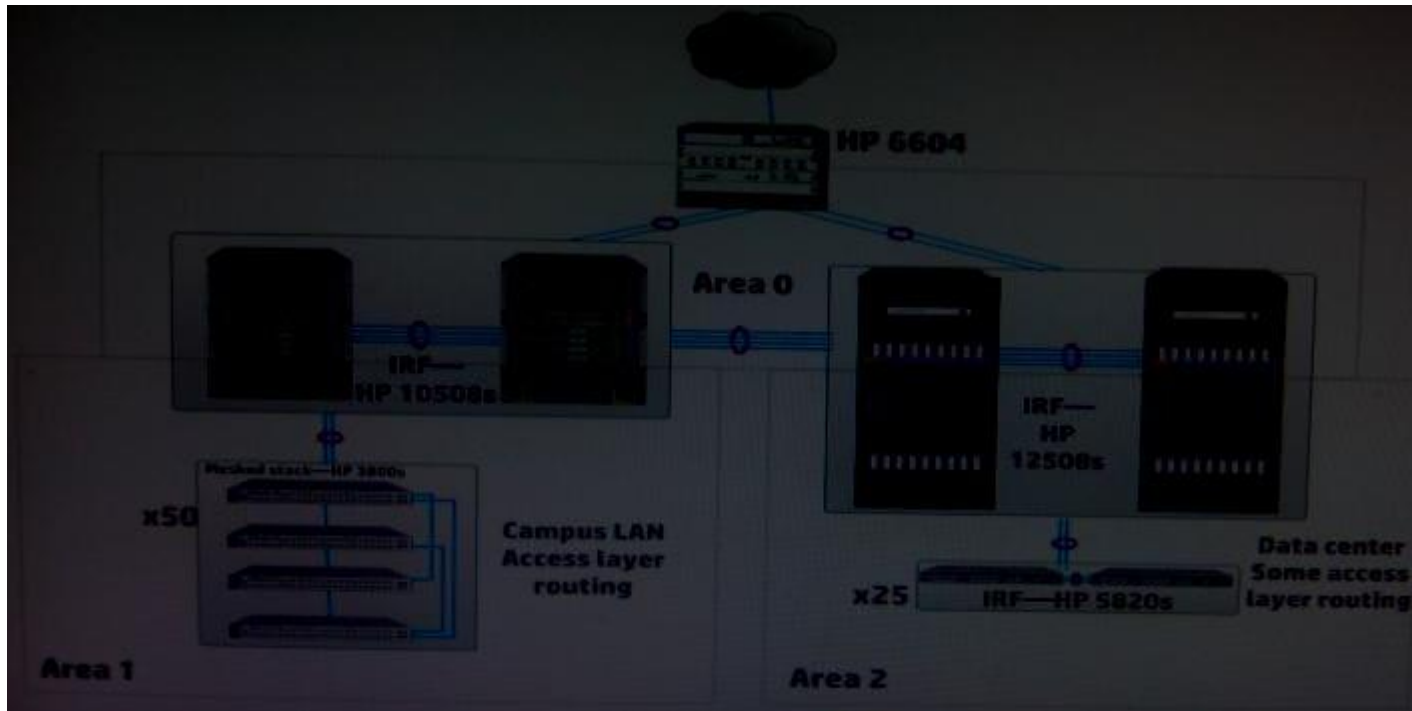 HP 6604
Area 0
IRF—
HP 10508s
IRF—
HP
12508s
Meshed stack—HP 3800s
x50
Campus LAN
Access layer
routing
Area 1
x25
IRF—HP 5820s
Data center
Some access
layer routing
Area 2